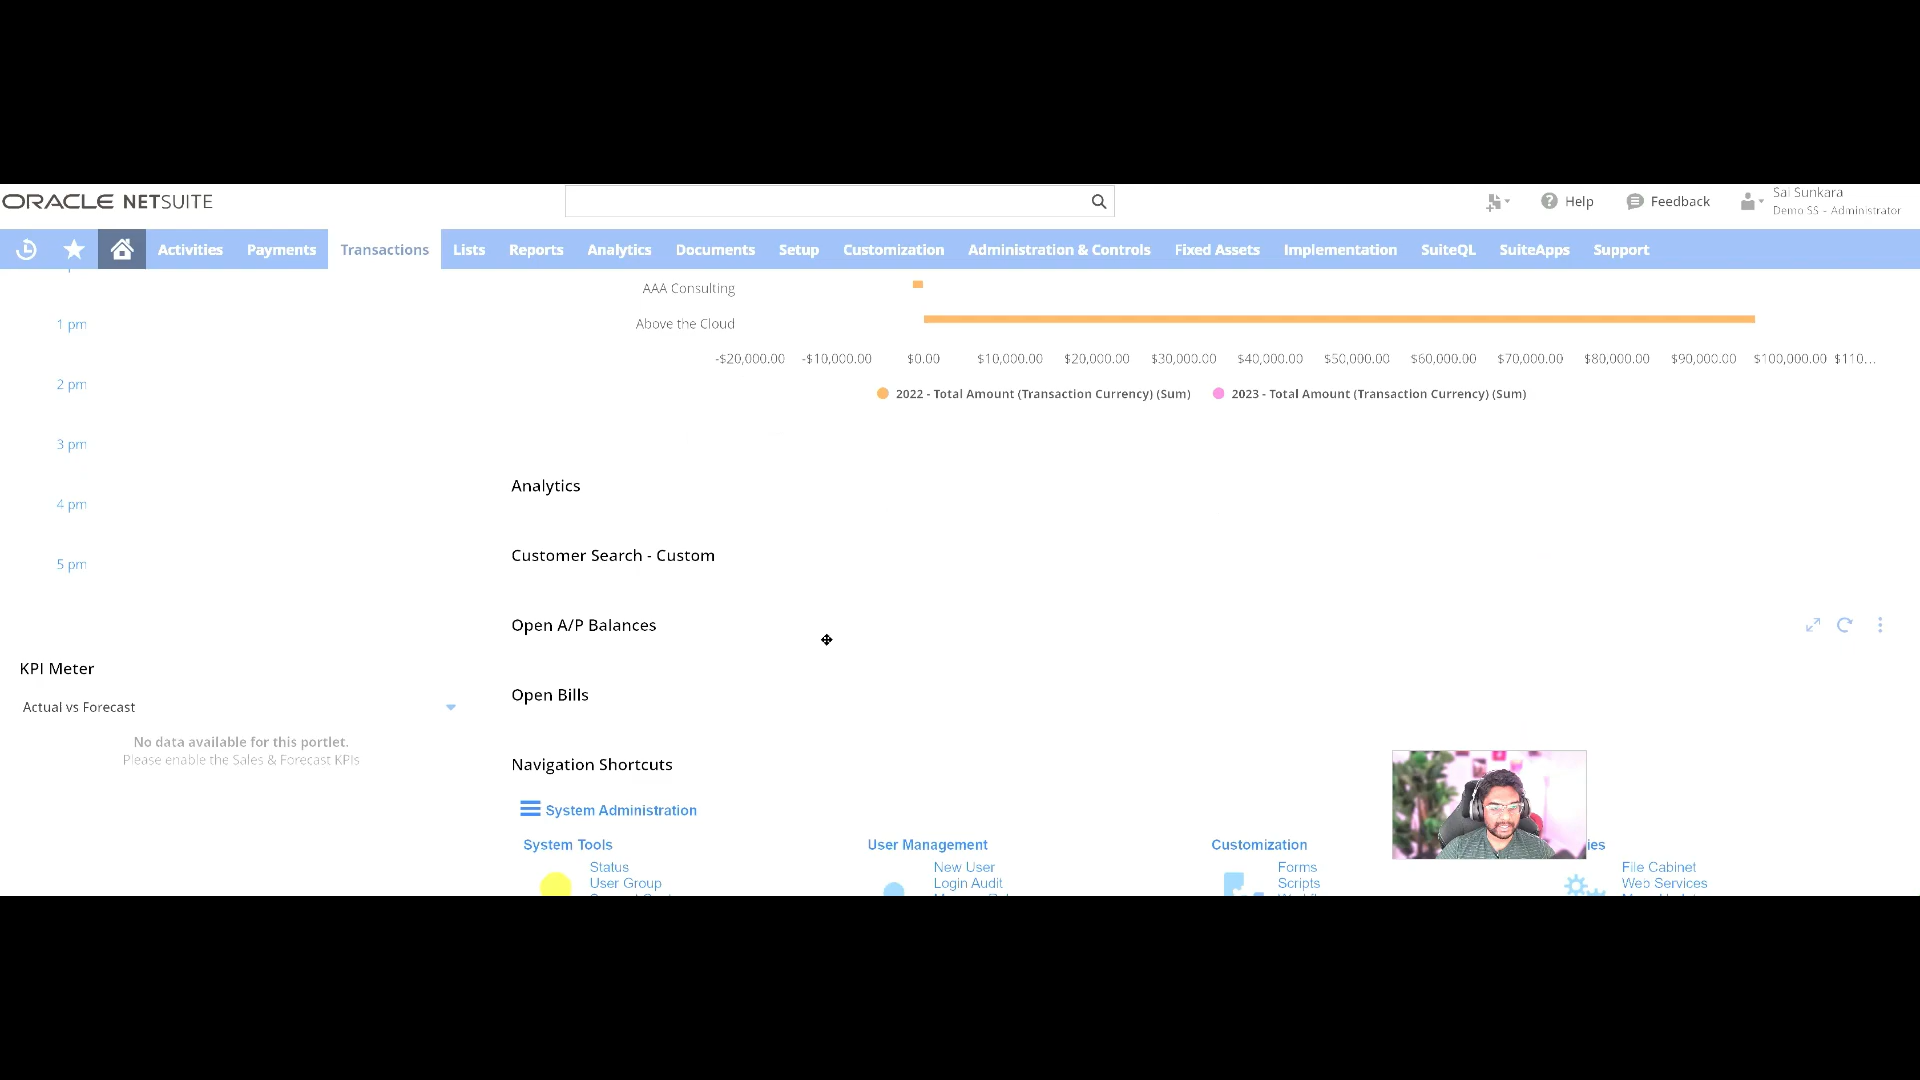 ORACLE NETSUITE
Help
Feedback
Sai Sunkara
Demo SS - Administrator
Activities
Payments
Transactions
Lists
Reports
Analytics
Documents
Setup
Customization
Administration & Controls
Fixed Assets
Implementation
SuiteQL
SuiteApps
Support
1 pm
2 pm
3 pm
4 pm
5 pm
KPI Meter
Actual vs Forecast
No data available for this portlet.
Please enable the Sales & Forecast KPIs
AAA Consulting
Above the Cloud
-$20,000.00 -$10,000.00 $0.00 $10,000.00 $20,000.00 $30,000.00 $40,000.00 $50,000.00 $60,000.00 $70,000.00 $80,000.00 $90,000.00 $100,000.00 $110...
2022 - Total Amount (Transaction Currency) (Sum)
2023 - Total Amount (Transaction Currency) (Sum)
Analytics
Customer Search - Custom
Open A/P Balances
Open Bills
Navigation Shortcuts
System Administration
System Tools
Status
User Group
User Management
New User
Login Audit
Customization
Forms
Scripts
ies
File Cabinet
Web Services